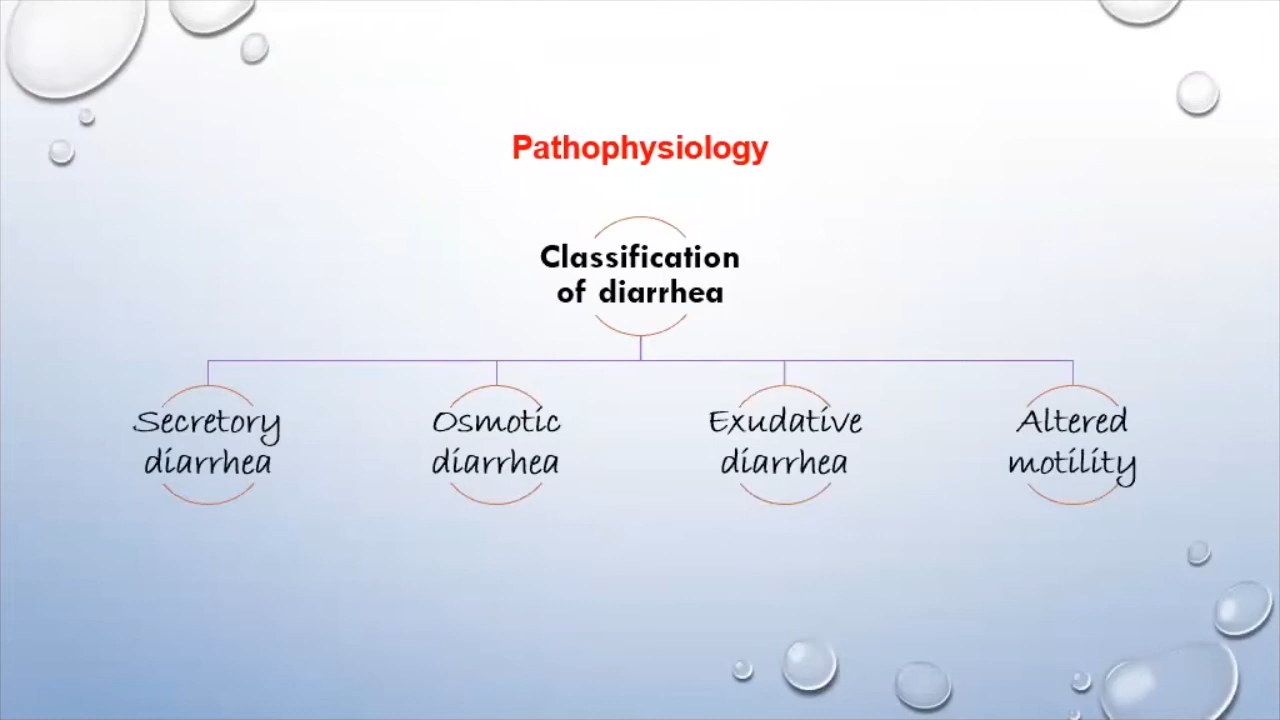 Pathophysiology
Classification
of diarrhea
Secretory
diarrhea
Osmotic
diarrhea
Exudative
diarrhea
Altered
motility